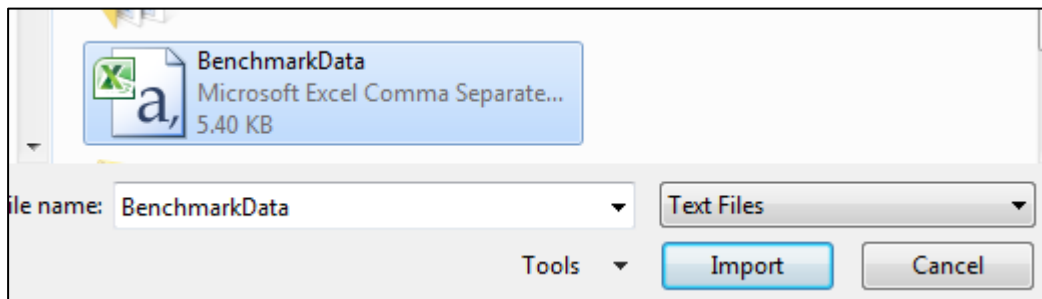 BenchmarkData
Microsoft Excel Comma Separate...
5.40 KB
ile name: BenchmarkData Text Files
Tools Import Cancel